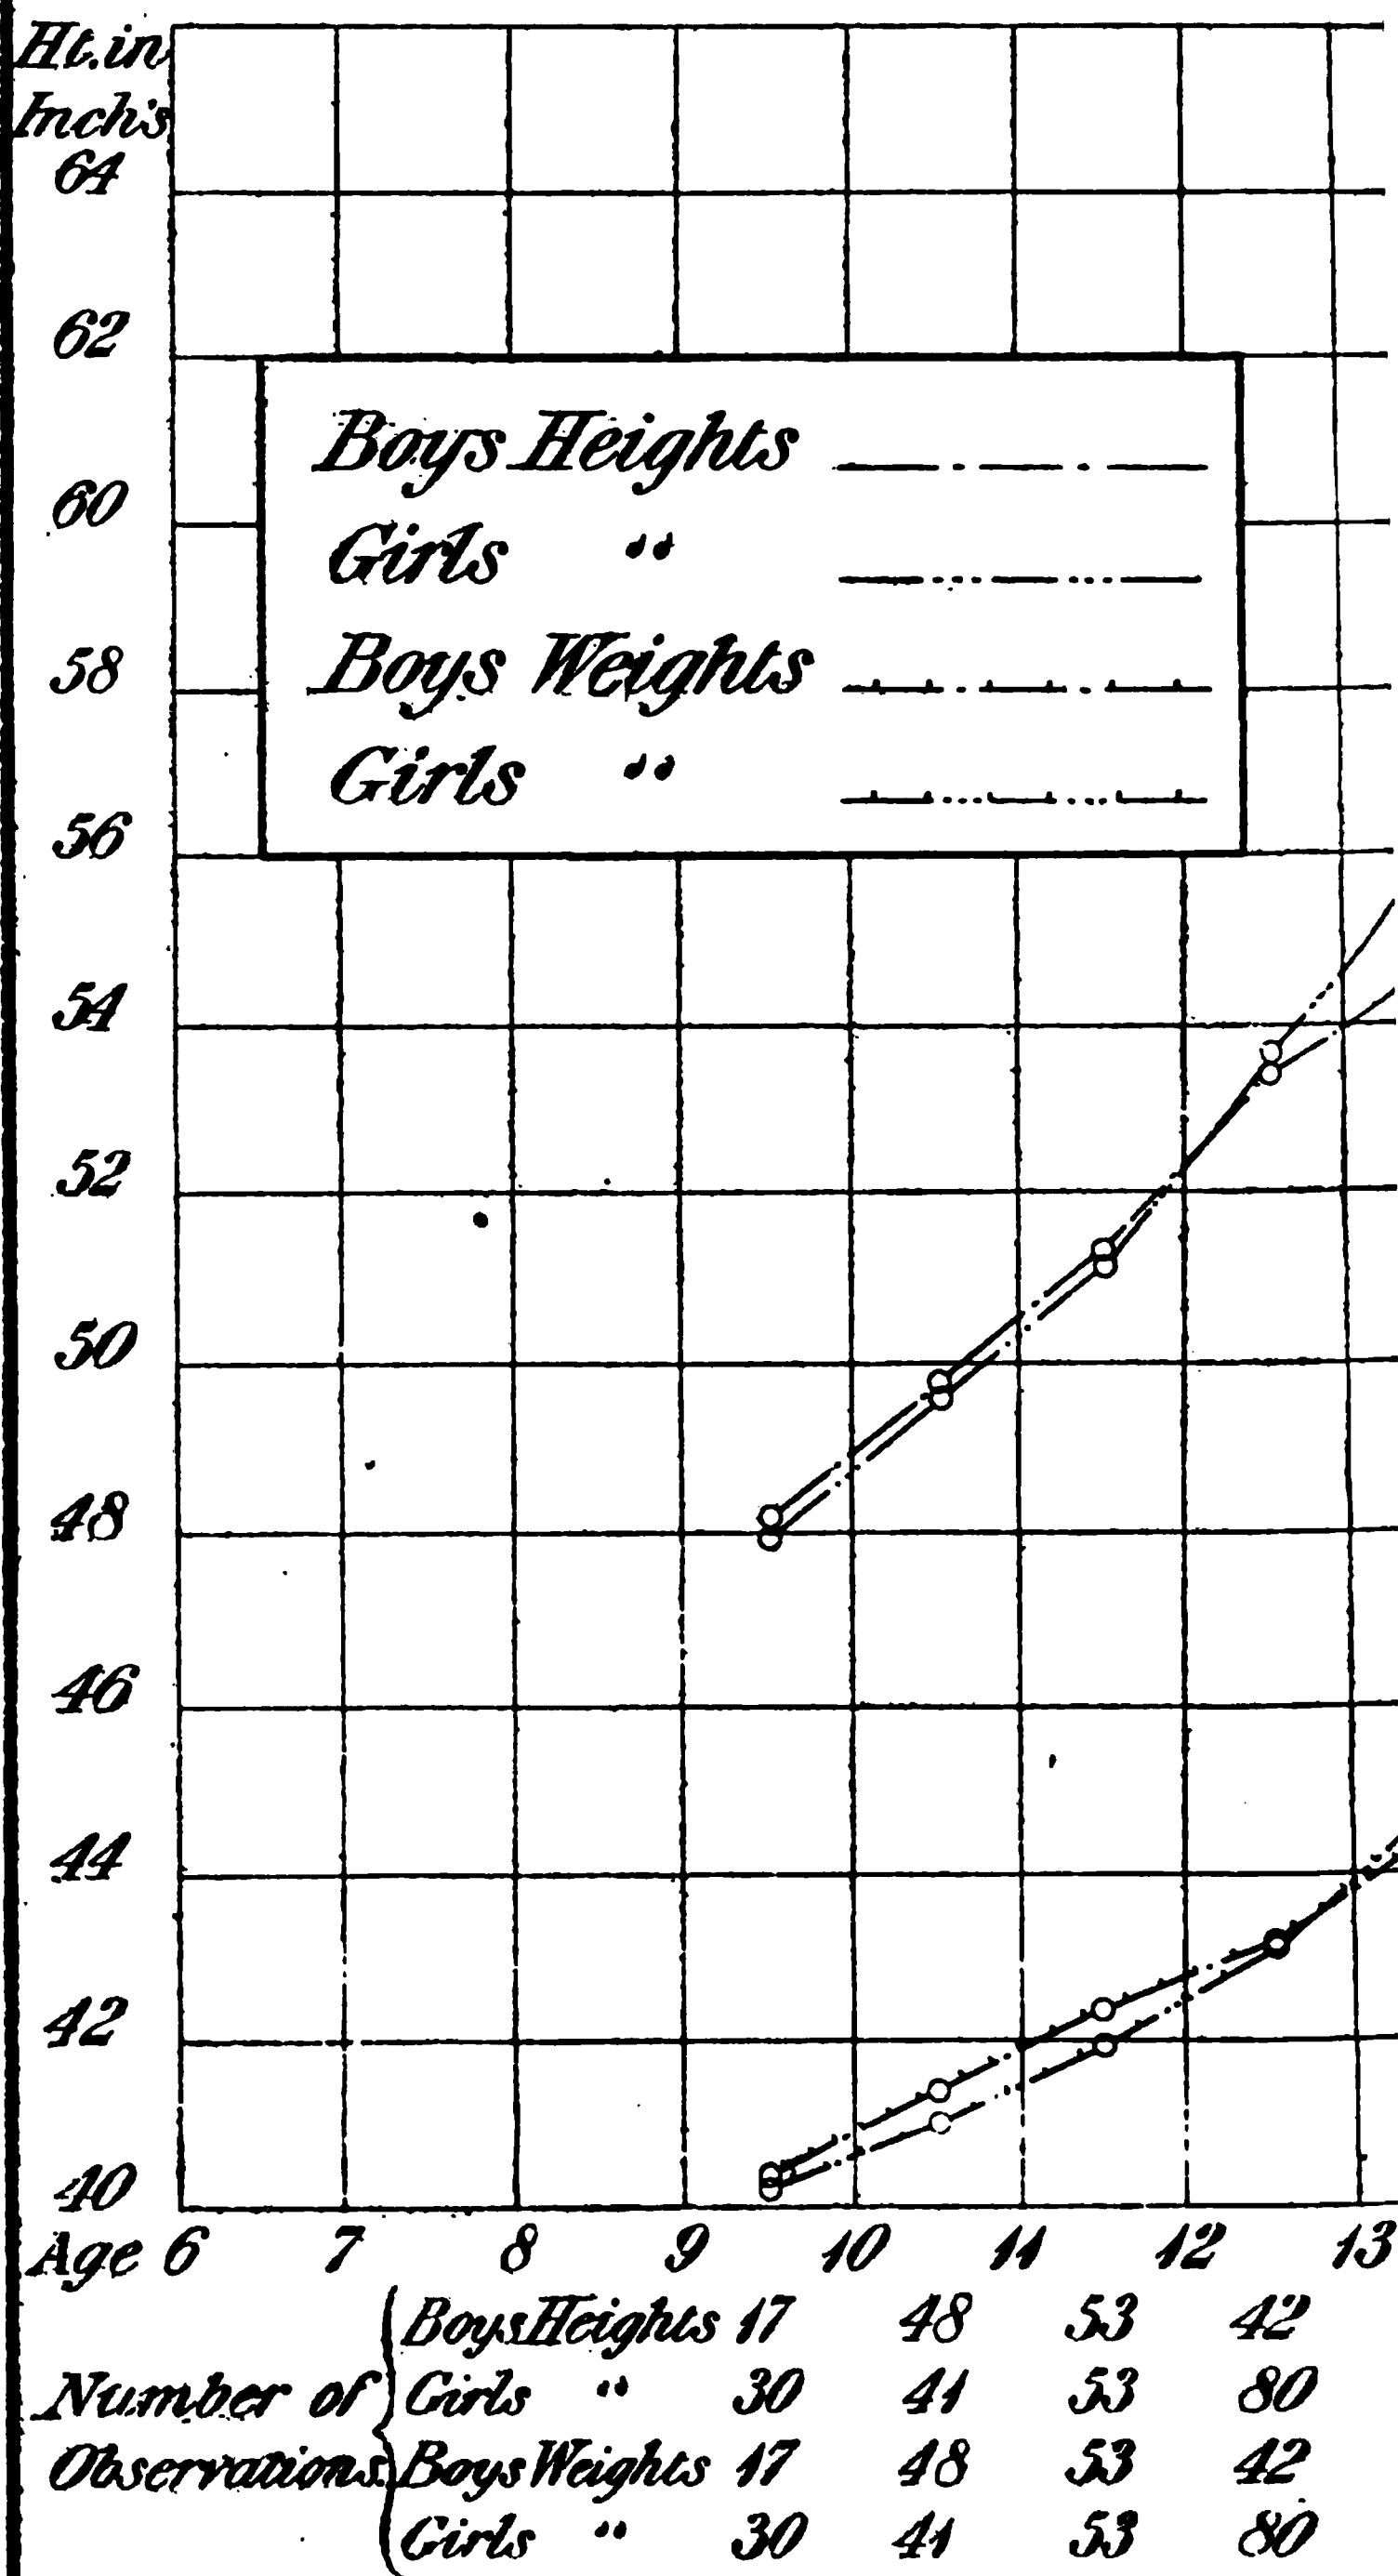 Ht. in
Inch's
64
62
Boys Heights
60
Girls "
58
Boys Weights
Girls "
56
54
52
50
48
46
44
42
40
Age 6 7 8 9 10 11 12 13
Boys Heights 17 48 53 42
Number of Girls " 30 41 53 80
Observations Boys Weights 17 48 53 42
Girls " 30 41 53 80